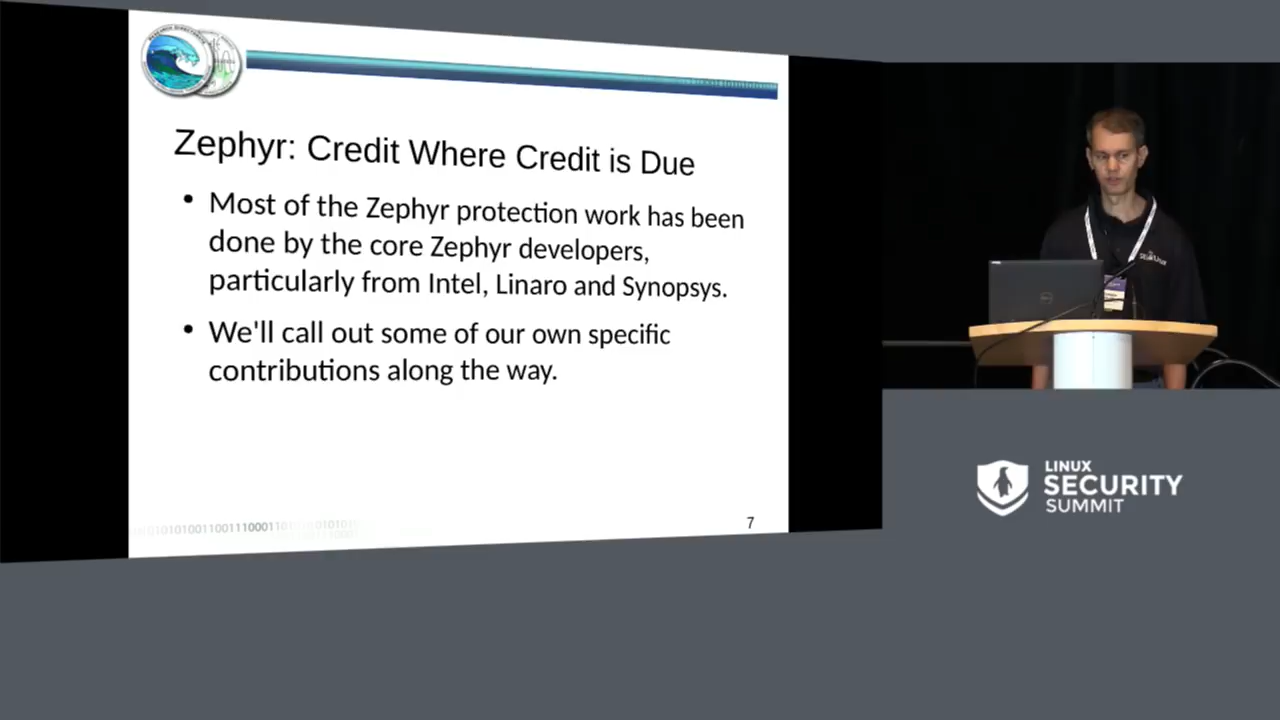 Zephyr: Credit Where Credit is Due
• Most of the Zephyr protection work has been
done by the core Zephyr developers,
particularly from Intel, Linaro and Synopsys.
• We'll call out some of our own specific
contributions along the way.
7
LINUX
SECURITY
SUMMIT